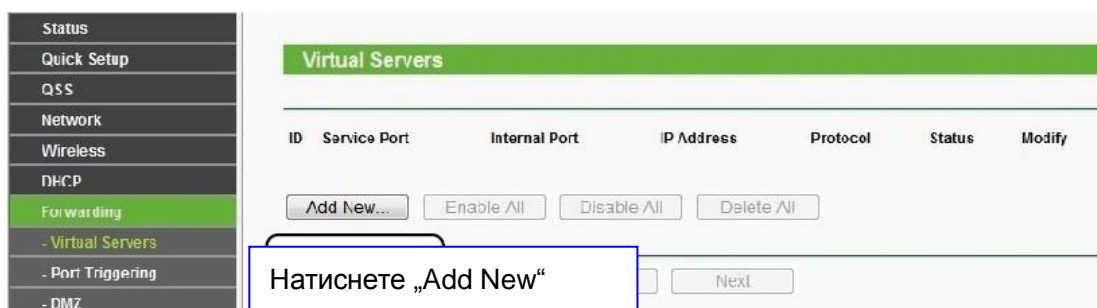 Status
Quick Setup
QSS
Network
Wireless
DHCP
Forwarding
- Virtual Servers
- Port Triggering
- DMZ
Virtual Servers
ID Service Port Internal Port IP Address Protocol Status Modify
Add New... Enable All Disable All Delete All
Натиснете „Add New“
Next